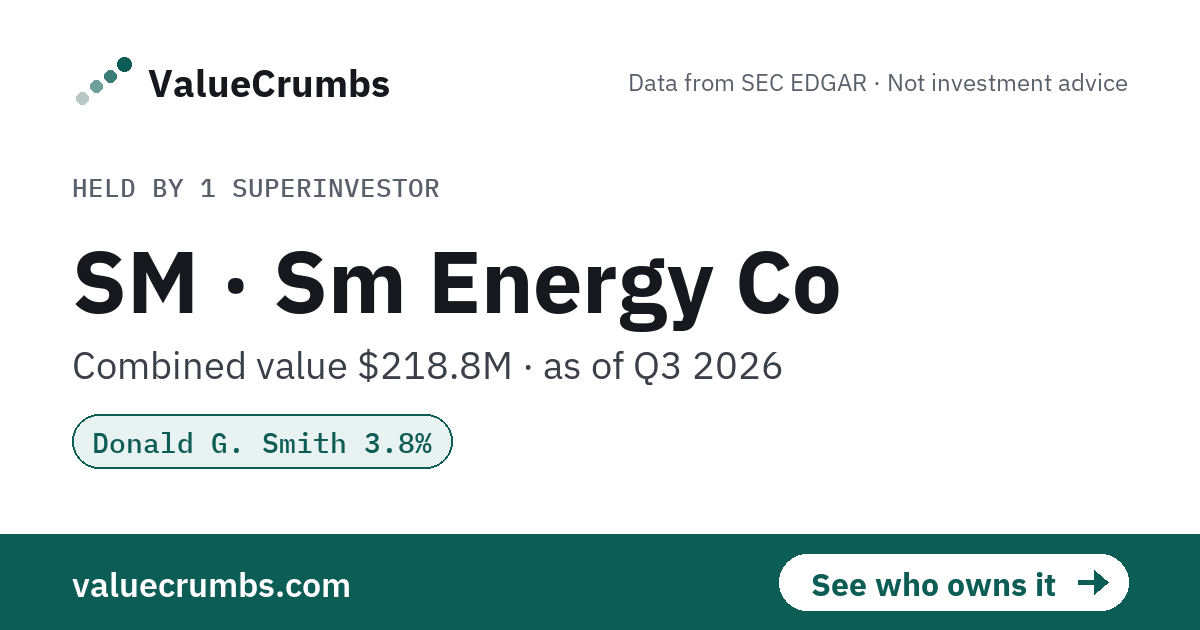 ValueCrumbs
Data from SEC EDGAR · Not investment advice
HELD BY 1 SUPERINVESTOR
SM · Sm Energy Co
Combined value $218.8M · as of Q3 2026
Donald G. Smith 3.8%
valuecrumbs.com
See who owns it →